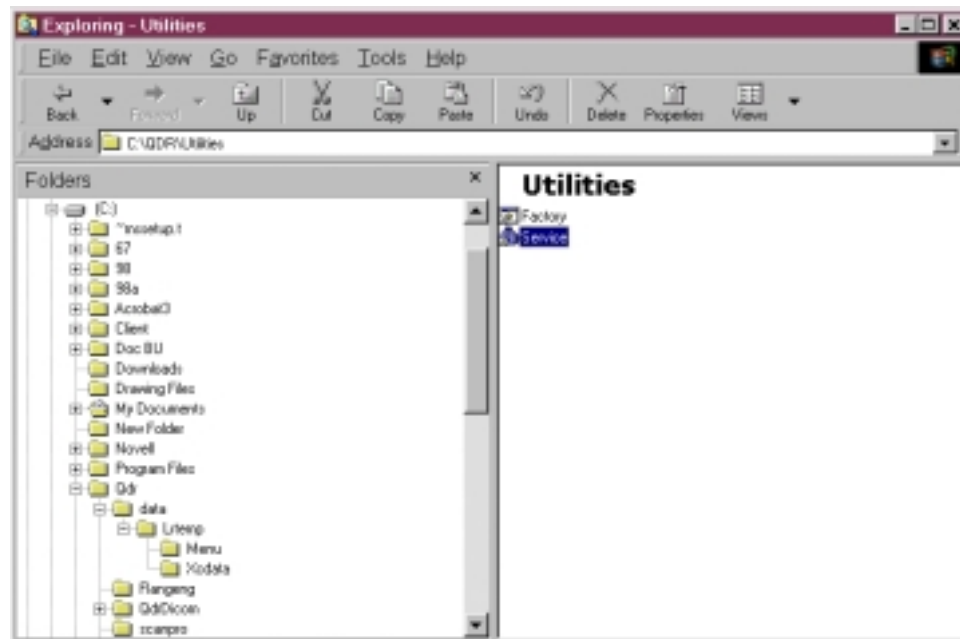 Exploring - Utilities
File Edit View Go Favorites Tools Help
Back Forward Up Cut Copy Paste Undo Delete Properties Views
Address C:\QDR\Utilities
Folders
Utilities
(C:)
Factory
~mssetup.t
Service
67
98
98a
Acrobat3
Client
Doc BU
Downloads
Drawing Files
My Documents
New Folder
Novell
Program Files
Qdr
data
Menu
Xodata
QdrDicom
scanpro